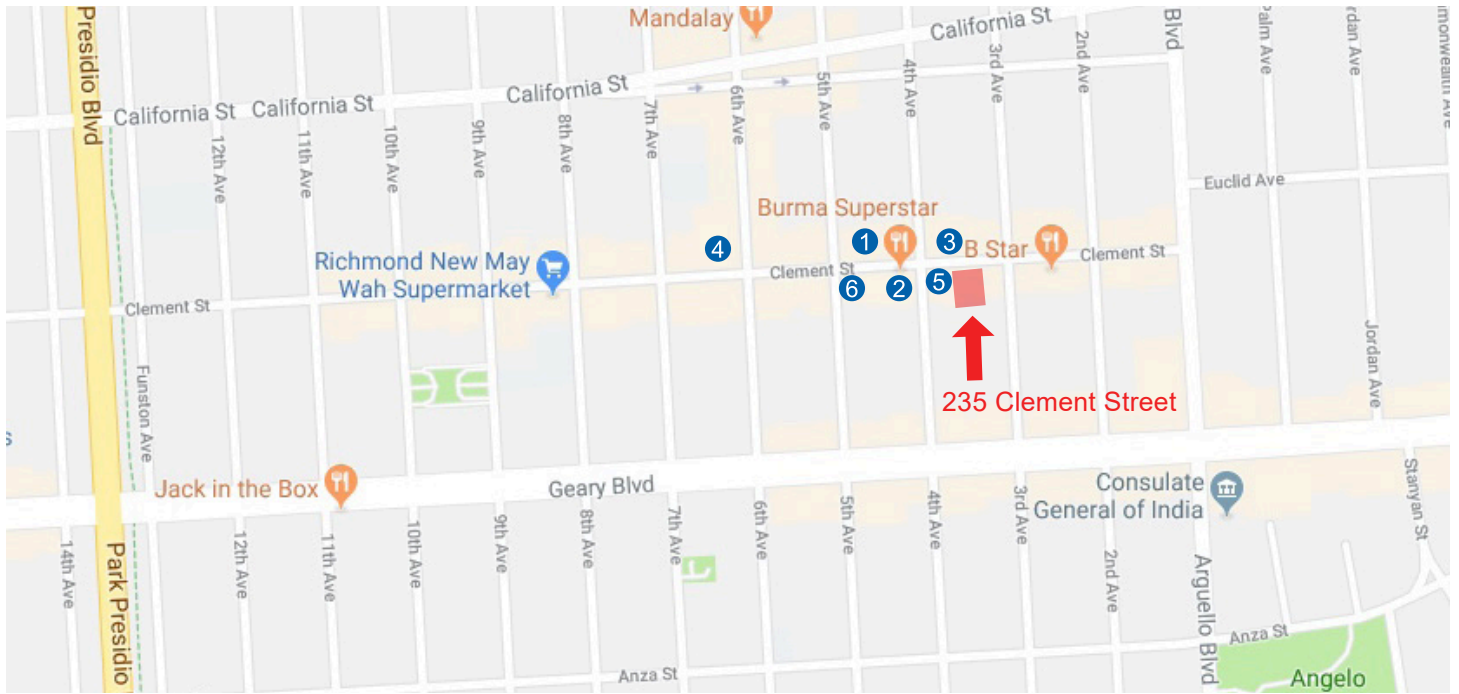 Presidio Blvd
Mandalay
California St
Blvd
Palm Ave
Jordan Ave
3rd Ave
2nd Ave
4th Ave
5th Ave
6th Ave
7th Ave
California St
California St
California St
8th Ave
9th Ave
10th Ave
11th Ave
12th Ave
Euclid Ave
Burma Superstar
1
3
4
B Star
Clement St
Richmond New May
Wah Supermarket
Clement St
6
2
5
Clement St
Funston Ave
Jordan Ave
235 Clement Street
s
Jack in the Box
Geary Blvd
Consulate
General of India
Stanyan St
14th Ave
12th Ave
11th Ave
10th Ave
9th Ave
8th Ave
7th Ave
6th Ave
5th Ave
4th Ave
3rd Ave
2nd Ave
Park Presidio
Arguello Blvd
Anza St
Anza St
Angelo